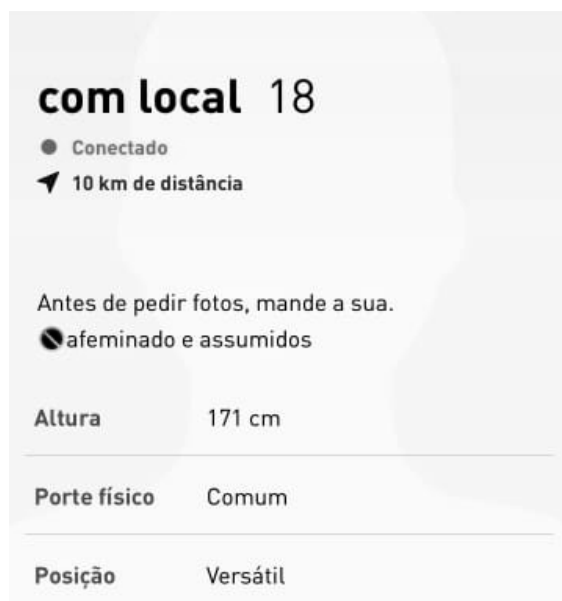 com local 18
Conectado
10 km de distância
Antes de pedir fotos, mande a sua.
🚫afeminado e assumidos
Altura 171 cm
Porte físico Comum
Posição Versátil